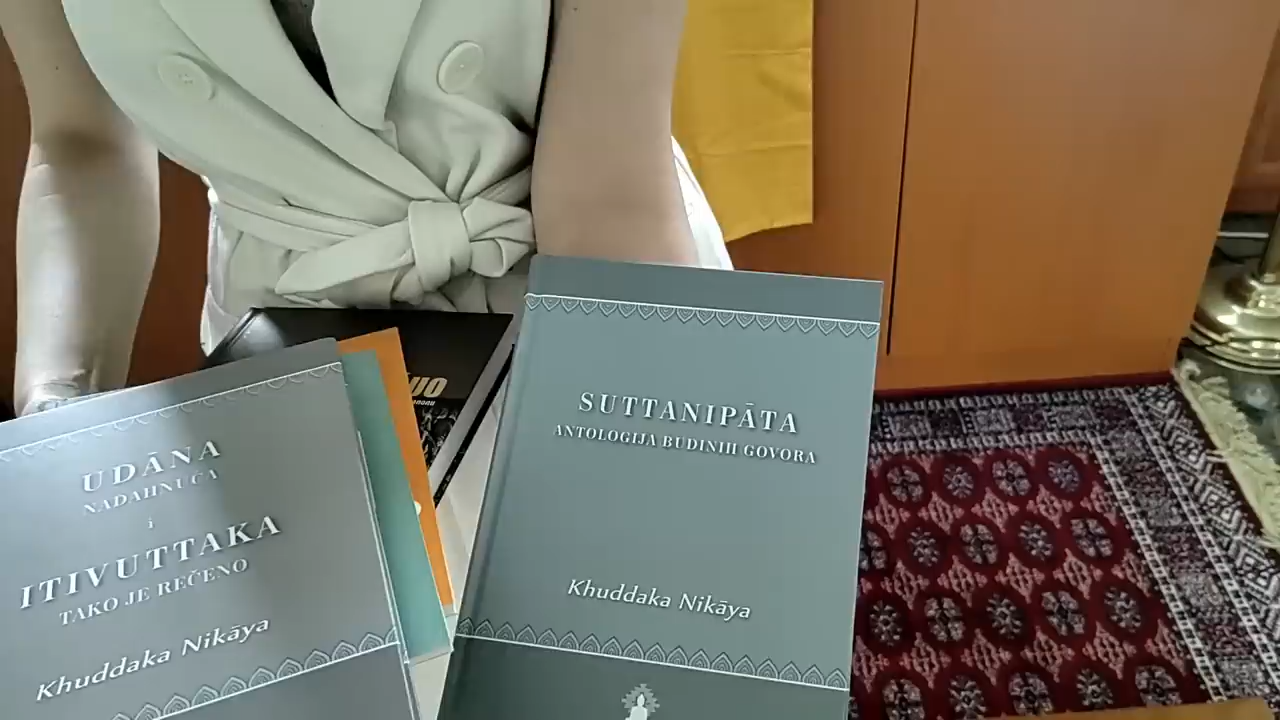 UDĀNA
NADAHNUĆA
i
ITIVUTTAKA
TAKO JE REČENO
Khuddaka Nikāya
SUTTANIPĀTA
ANTOLOGIJA BUDINIH GOVORA
Khuddaka Nikāya